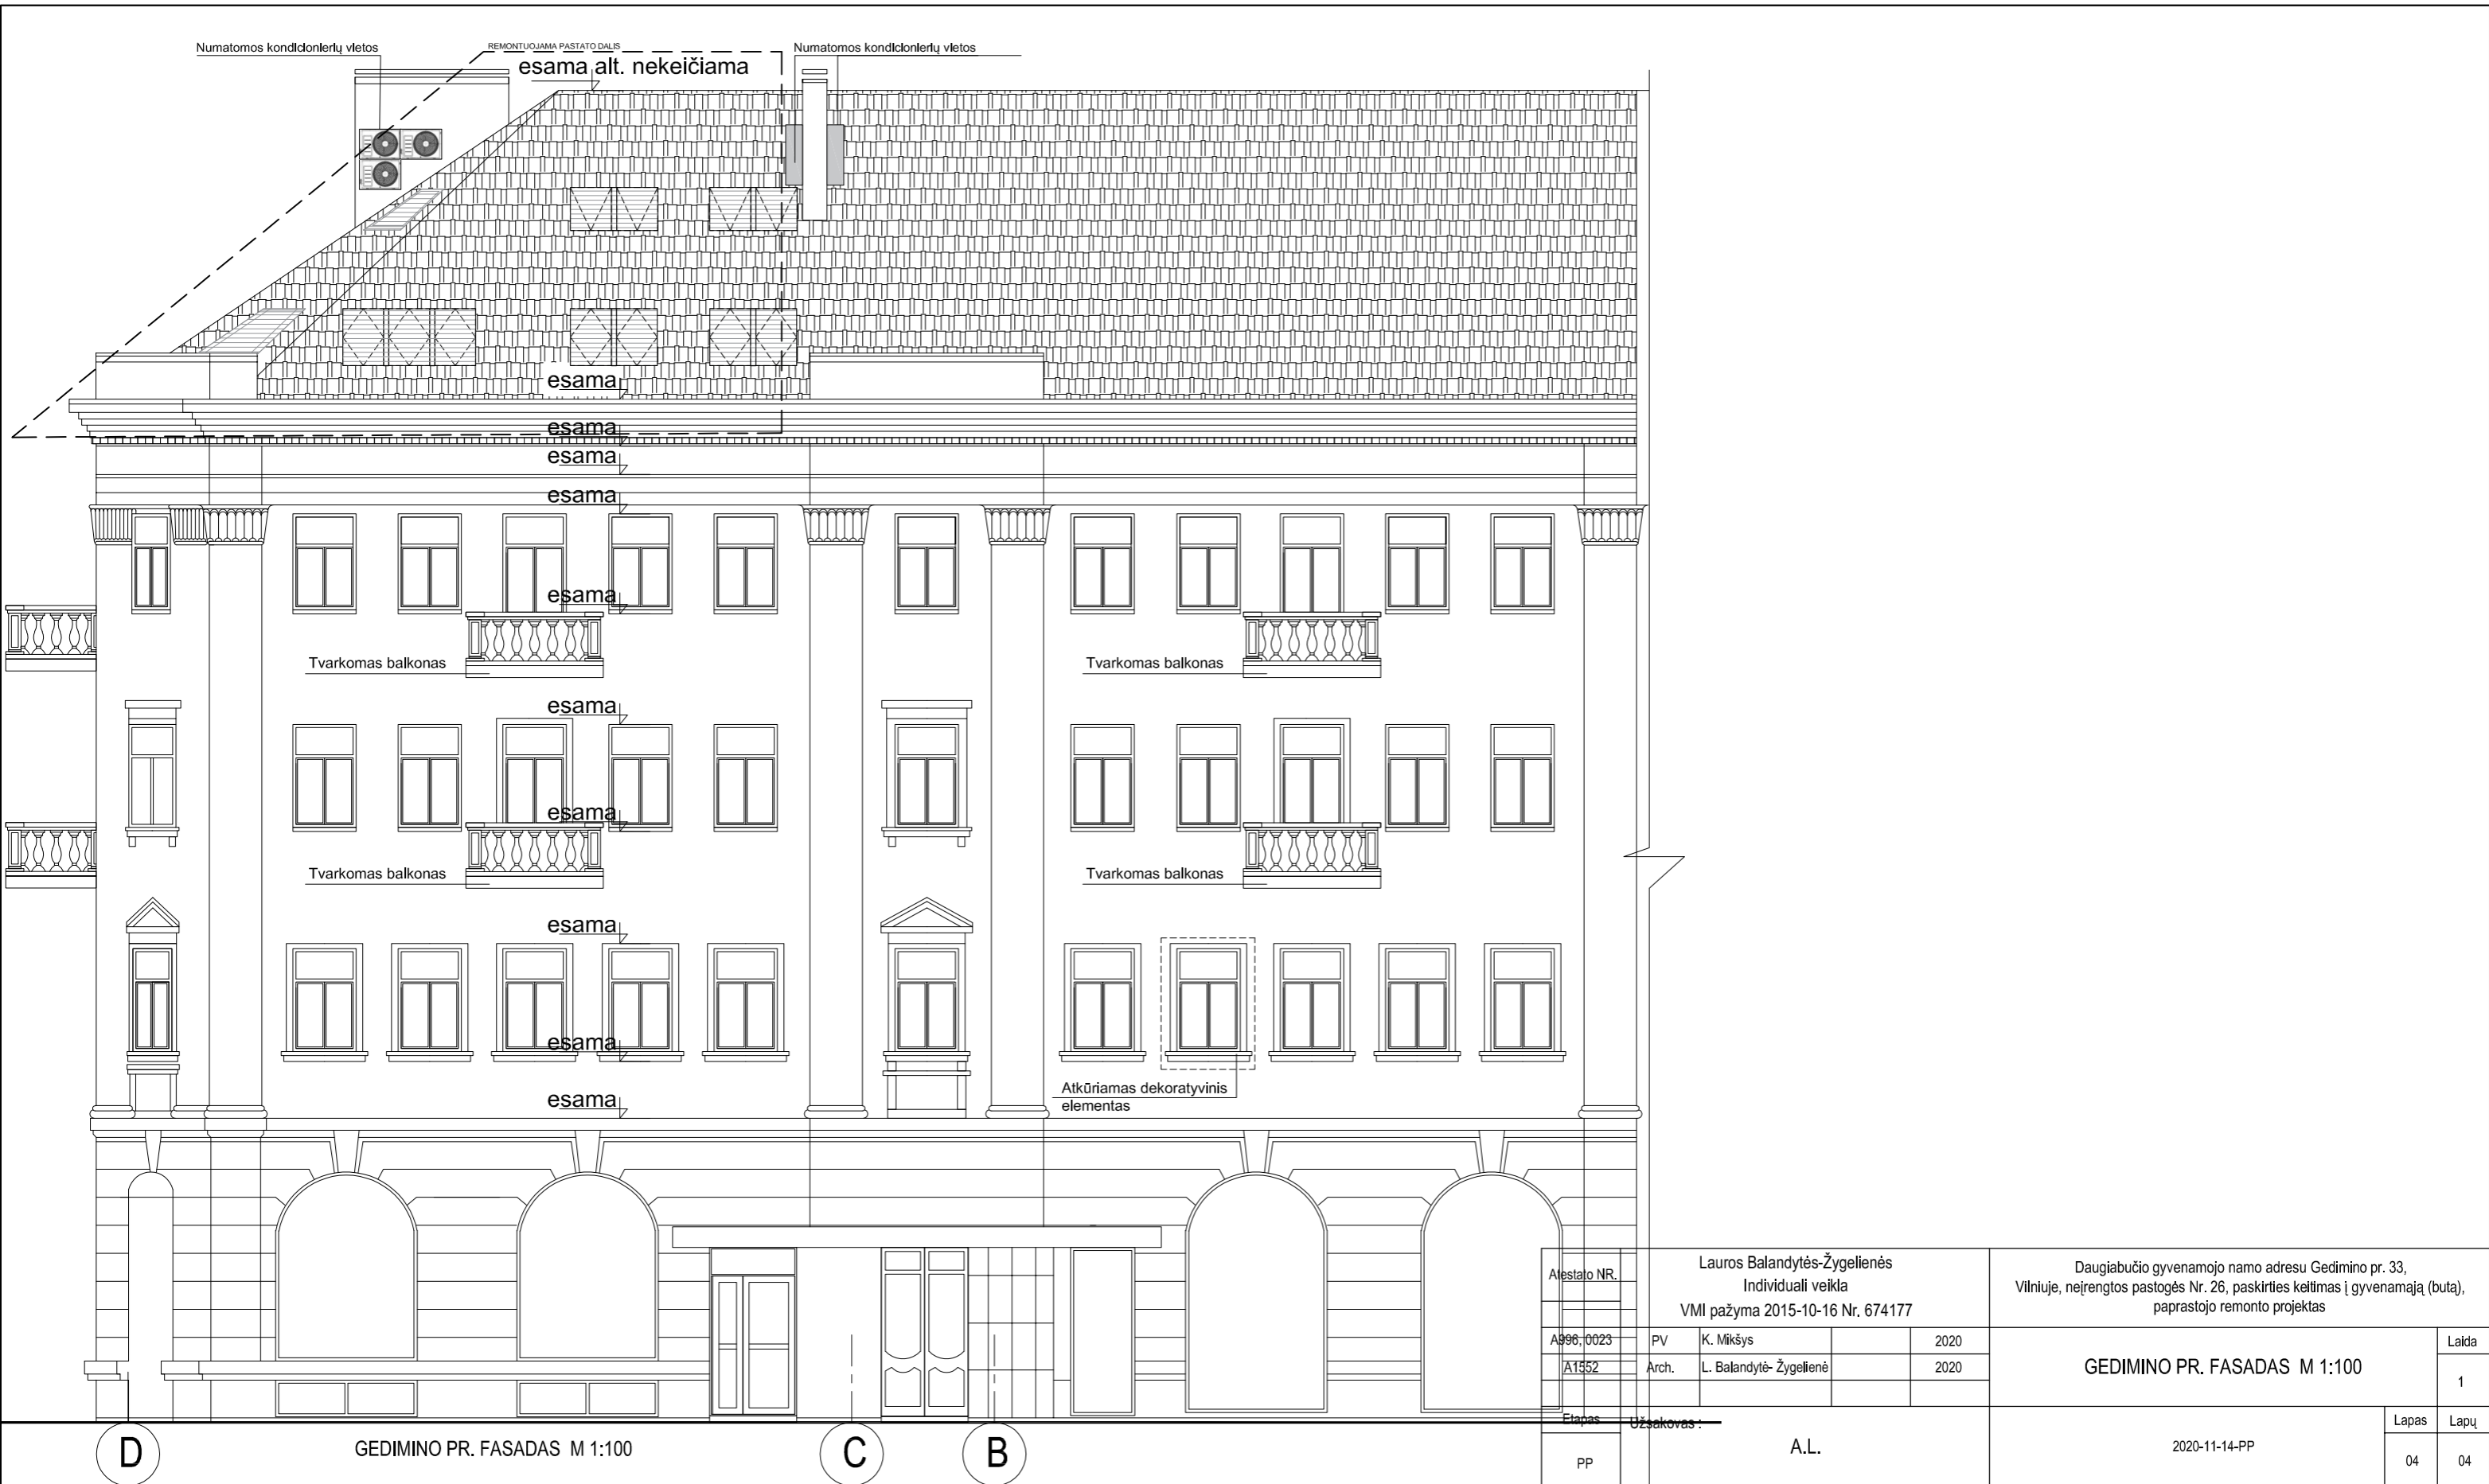 Numatomos kondicionierių vietos
REMONTUOJAMA PASTATO DALIS
Numatomos kondicionierių vietos
esama alt. nekeičiama
esama
esama
esama
esama
esama
Tvarkomas balkonas
Tvarkomas balkonas
esama
esama
Tvarkomas balkonas
Tvarkomas balkonas
esama
esama
Atkūriamas dekoratyvinis
elementas
esama
Atestato NR.
Lauros Balandytės-Žygelienės
Individuali veikla
VMI pažyma 2015-10-16 Nr. 674177
Daugiabučio gyvenamojo namo adresu Gedimino pr. 33,
Vilniuje, neįrengtos pastogės Nr. 26, paskirties keitimas į gyvenamąją (butą),
paprastojo remonto projektas
A996, 0023 PV K. Mikšys 2020
A1552 Arch. L. Balandytė- Žygelienė 2020
GEDIMINO PR. FASADAS M 1:100
Laida
1
Etapas
PP
Užsakovas :
A.L.
2020-11-14-PP
Lapas Lapų
04 04
D
GEDIMINO PR. FASADAS M 1:100
C
B